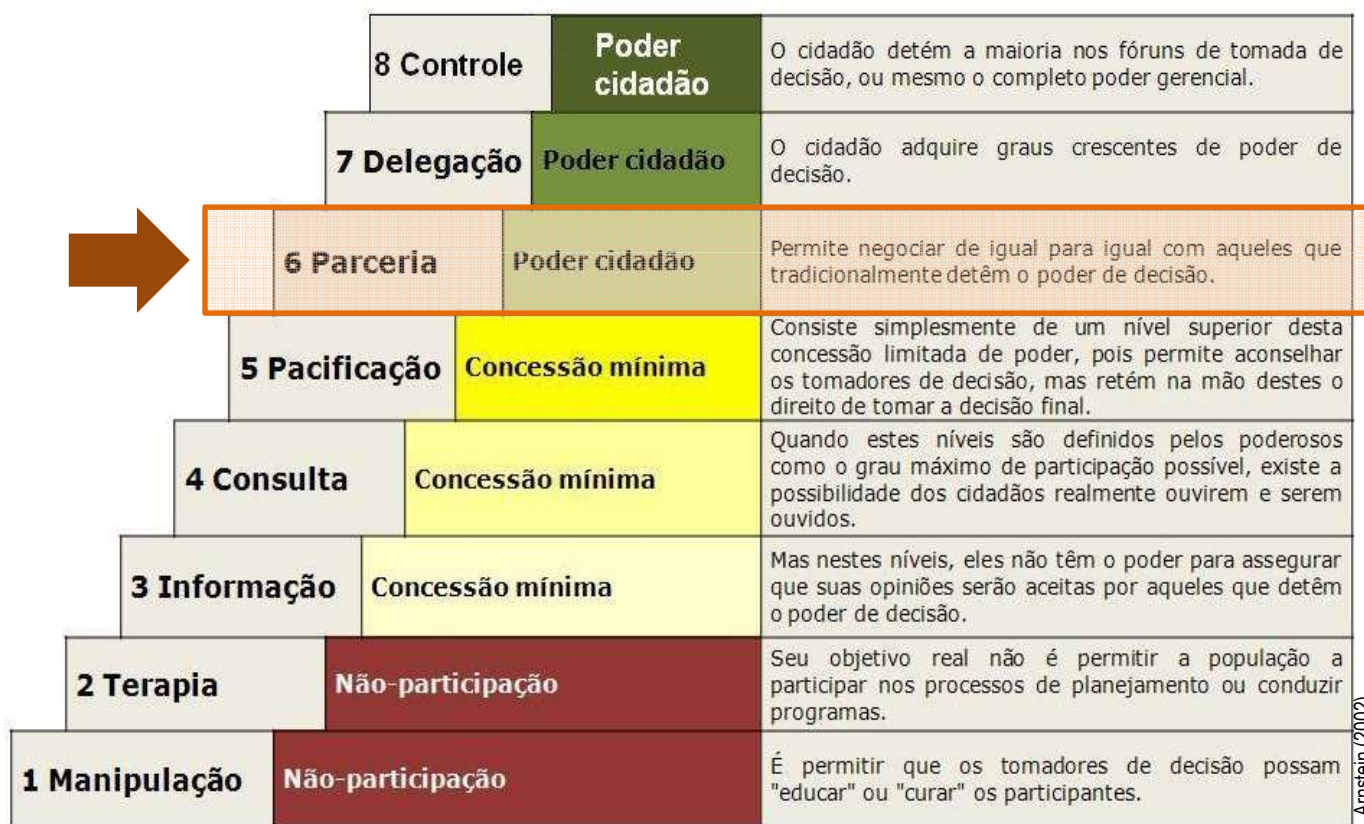 8 Controle
Poder
cidadão
O cidadão detém a maioria nos fóruns de tomada de
decisão, ou mesmo o completo poder gerencial.
7 Delegação
Poder cidadão
O cidadão adquire graus crescentes de poder de
decisão.
6 Parceria
Poder cidadão
Permite negociar de igual para igual com aqueles que
tradicionalmente detêm o poder de decisão.
5 Pacificação
Concessão mínima
Consiste simplesmente de um nível superior desta
concessão limitada de poder, pois permite aconselhar
os tomadores de decisão, mas retém na mão destes o
direito de tomar a decisão final.
4 Consulta
Concessão mínima
Quando estes níveis são definidos pelos poderosos
como o grau máximo de participação possível, existe a
possibilidade dos cidadãos realmente ouvirem e serem
ouvidos.
3 Informação
Concessão mínima
Mas nestes níveis, eles não têm o poder para assegurar
que suas opiniões serão aceitas por aqueles que detêm
o poder de decisão.
2 Terapia
Não-participação
Seu objetivo real não é permitir a população a
participar nos processos de planejamento ou conduzir
programas.
1 Manipulação
Não-participação
É permitir que os tomadores de decisão possam
"educar" ou "curar" os participantes.
Arnstein (2002)